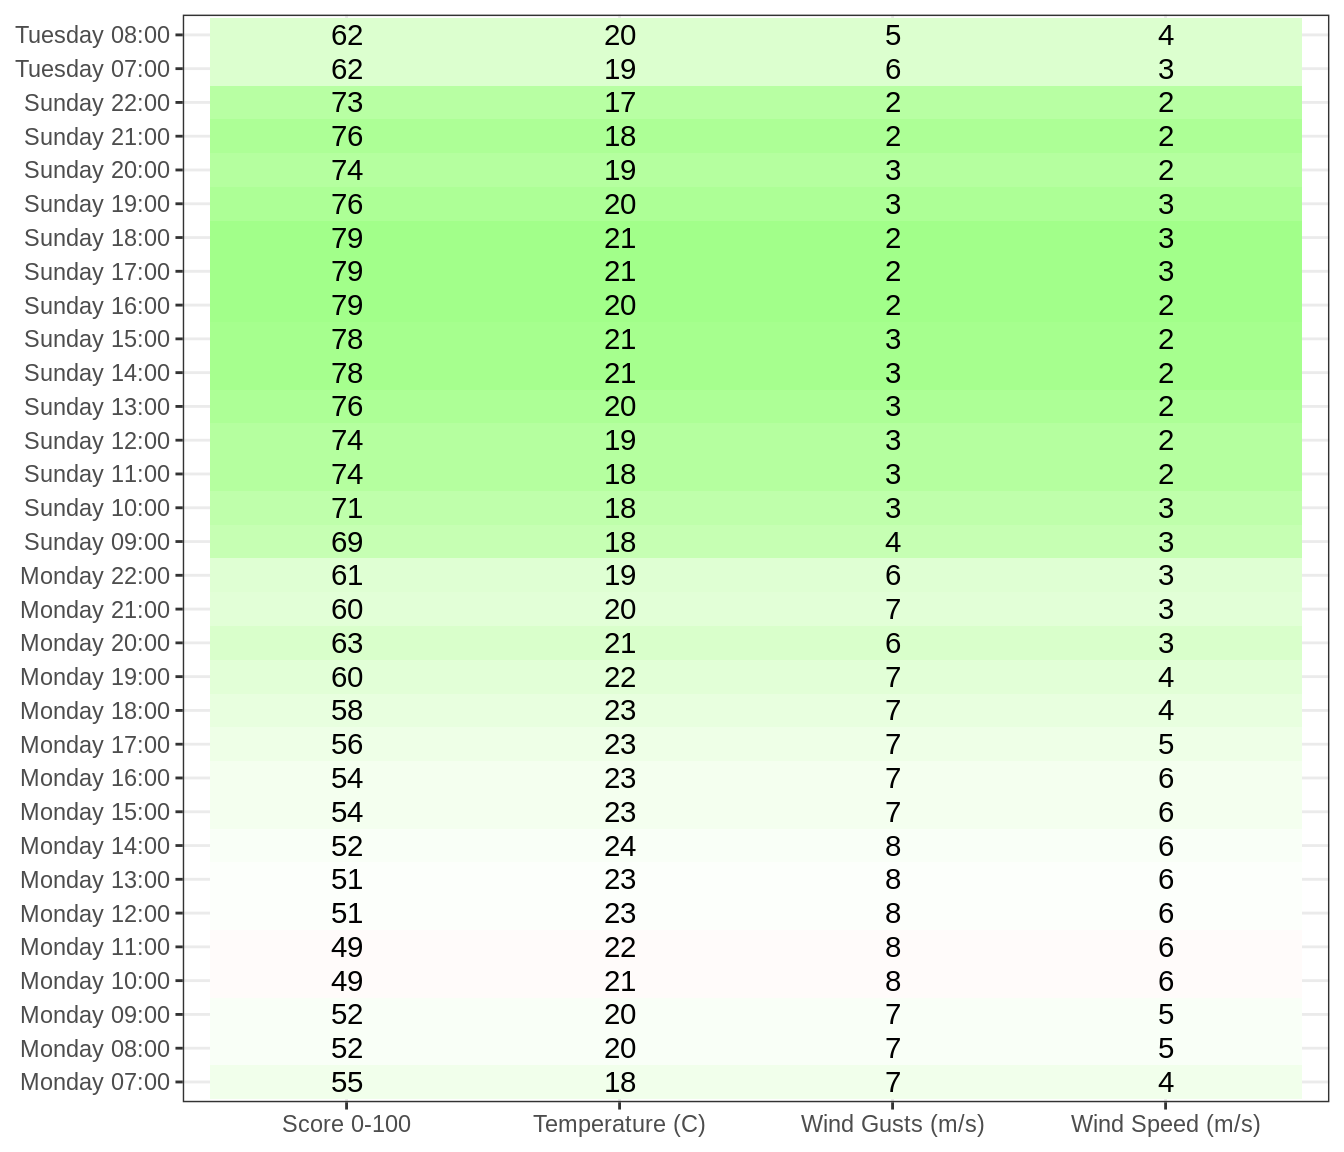 Tuesday 08:00 62 20 5 4
Tuesday 07:00 62 19 6 3
Sunday 22:00 73 17 2 2
Sunday 21:00 76 18 2 2
Sunday 20:00 74 19 3 2
Sunday 19:00 76 20 3 3
Sunday 18:00 79 21 2 3
Sunday 17:00 79 21 2 3
Sunday 16:00 79 20 2 2
Sunday 15:00 78 21 3 2
Sunday 14:00 78 21 3 2
Sunday 13:00 76 20 3 2
Sunday 12:00 74 19 3 2
Sunday 11:00 74 18 3 2
Sunday 10:00 71 18 3 3
Sunday 09:00 69 18 4 3
Monday 22:00 61 19 6 3
Monday 21:00 60 20 7 3
Monday 20:00 63 21 6 3
Monday 19:00 60 22 7 4
Monday 18:00 58 23 7 4
Monday 17:00 56 23 7 5
Monday 16:00 54 23 7 6
Monday 15:00 54 23 7 6
Monday 14:00 52 24 8 6
Monday 13:00 51 23 8 6
Monday 12:00 51 23 8 6
Monday 11:00 49 22 8 6
Monday 10:00 49 21 8 6
Monday 09:00 52 20 7 5
Monday 08:00 52 20 7 5
Monday 07:00 55 18 7 4
Score 0-100 Temperature (C) Wind Gusts (m/s) Wind Speed (m/s)